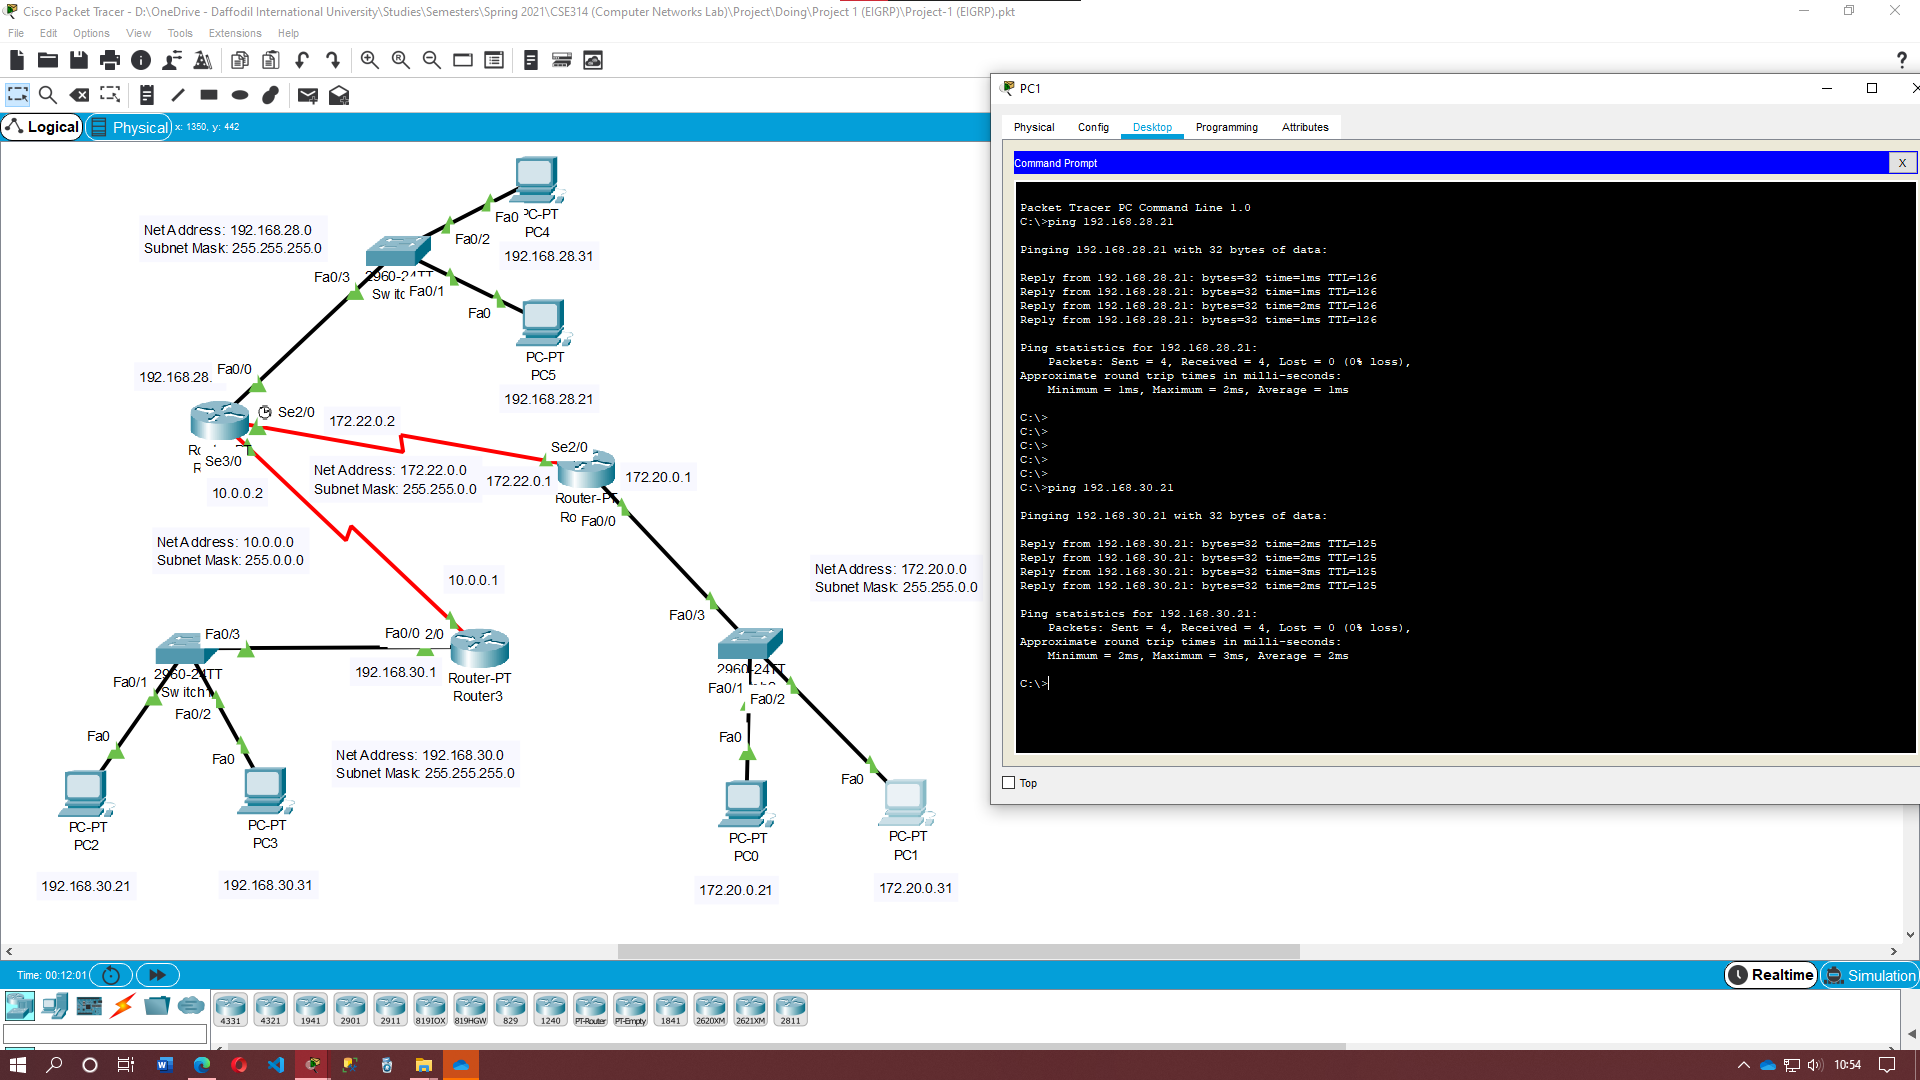 Cisco Packet Tracer - D:\OneDrive - Daffodil International University\Studies\Semesters\Spring 2021\CSE314 (Computer Networks Lab)\Project\Doing\Project 1 (EIGRP)\Project-1 (EIGRP).pkt
File Edit Options View Tools Extensions Help
Logical Physical x: 1350, y: 442
Net Address: 192.168.28.0
Subnet Mask: 255.255.255.0
Fa0
PC-PT
PC4
Fa0/2
192.168.28.31
Fa0/3
2960-24TT
Fa0/1
Fa0
PC-PT
PC5
192.168.28.21
Fa0/0
192.168.28.
Se2/0
172.22.0.2
Se3/0
10.0.0.2
Net Address: 172.22.0.0
Subnet Mask: 255.255.0.0
Se2/0
172.22.0.1
172.20.0.1
Router-PT
Fa0/0
Net Address: 10.0.0.0
Subnet Mask: 255.0.0.0
10.0.0.1
Net Address: 172.20.0.0
Subnet Mask: 255.255.0.0
Fa0/3
Fa0/3
Fa0/0 2/0
192.168.30.1
Router-PT
Router3
2960-24TT
Switch1
Fa0/1
Fa0/2
2960-24TT
Fa0/1
Fa0/2
Fa0
Fa0
Fa0
Fa0
Net Address: 192.168.30.0
Subnet Mask: 255.255.255.0
PC-PT
PC2
PC-PT
PC3
PC-PT
PC0
PC-PT
PC1
192.168.30.21
192.168.30.31
172.20.0.21
172.20.0.31
PC1
Physical Config Desktop Programming Attributes
Command Prompt X
Packet Tracer PC Command Line 1.0
C:\>ping 192.168.28.21
Pinging 192.168.28.21 with 32 bytes of data:
Reply from 192.168.28.21: bytes=32 time=1ms TTL=126
Reply from 192.168.28.21: bytes=32 time=1ms TTL=126
Reply from 192.168.28.21: bytes=32 time=2ms TTL=126
Reply from 192.168.28.21: bytes=32 time=1ms TTL=126
Ping statistics for 192.168.28.21:
Packets: Sent = 4, Received = 4, Lost = 0 (0% loss),
Approximate round trip times in milli-seconds:
Minimum = 1ms, Maximum = 2ms, Average = 1ms
C:\>
C:\>
C:\>
C:\>
C:\>
C:\>ping 192.168.30.21
Pinging 192.168.30.21 with 32 bytes of data:
Reply from 192.168.30.21: bytes=32 time=2ms TTL=125
Reply from 192.168.30.21: bytes=32 time=2ms TTL=125
Reply from 192.168.30.21: bytes=32 time=3ms TTL=125
Reply from 192.168.30.21: bytes=32 time=2ms TTL=125
Ping statistics for 192.168.30.21:
Packets: Sent = 4, Received = 4, Lost = 0 (0% loss),
Approximate round trip times in milli-seconds:
Minimum = 2ms, Maximum = 3ms, Average = 2ms
C:\>
Top
Time: 00:12:01
Realtime Simulation
4331 4321 1941 2901 2911 819IOX 819HGW 829 1240 PT-Router PT-Empty 1841 2620XM 2621XM 2811
10:54